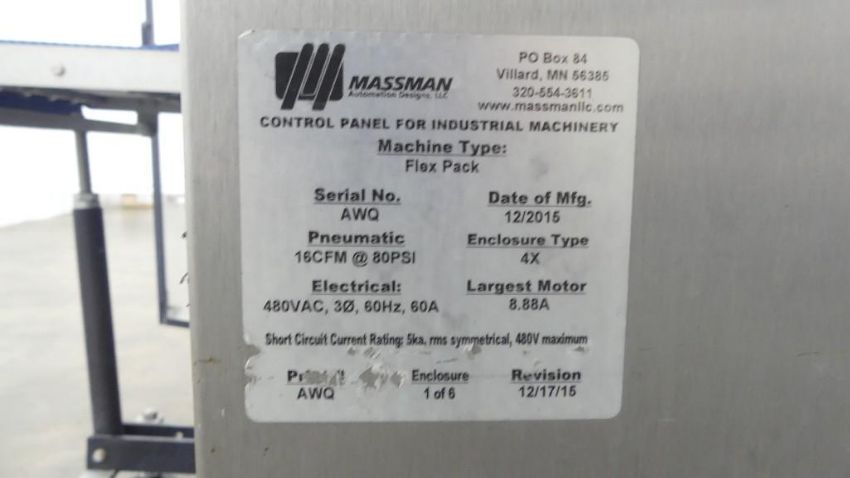 MASSMAN
Automation Designs, LLC
PO Box 84
Villard, MN 56385
320-554-3611
www.massmanllc.com
CONTROL PANEL FOR INDUSTRIAL MACHINERY
Machine Type:
Flex Pack
Serial No.
AWQ
Date of Mfg.
12/2015
Pneumatic
16CFM @ 80PSI
Enclosure Type
4X
Electrical:
480VAC, 3Ø, 60Hz, 60A
Largest Motor
8.88A
Short Circuit Current Rating: 5ka, rms symmetrical, 480V maximum
AWQ
Enclosure
1 of 6
Revision
12/17/15